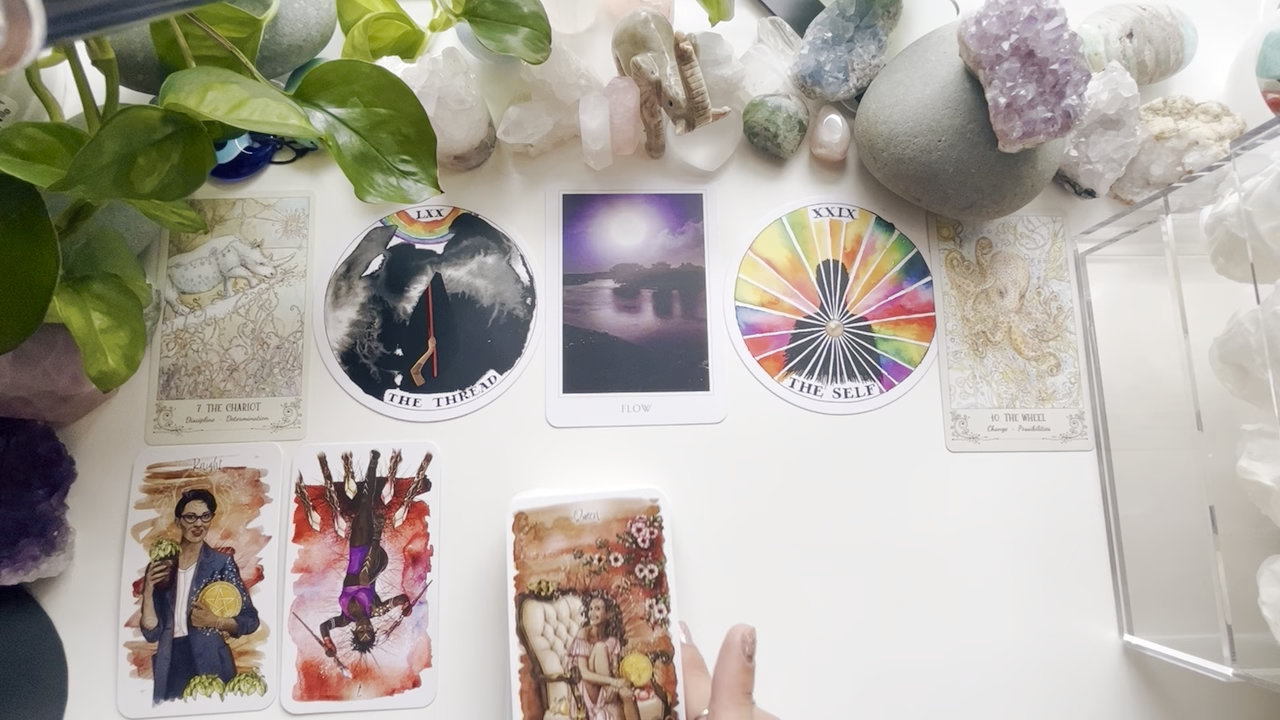 LXX
THE THREAD
FLOW
XXIX
THE SELF
7 THE CHARIOT
Discipline · Determination
10 THE WHEEL
Change · Possibilities
Knight
Queen